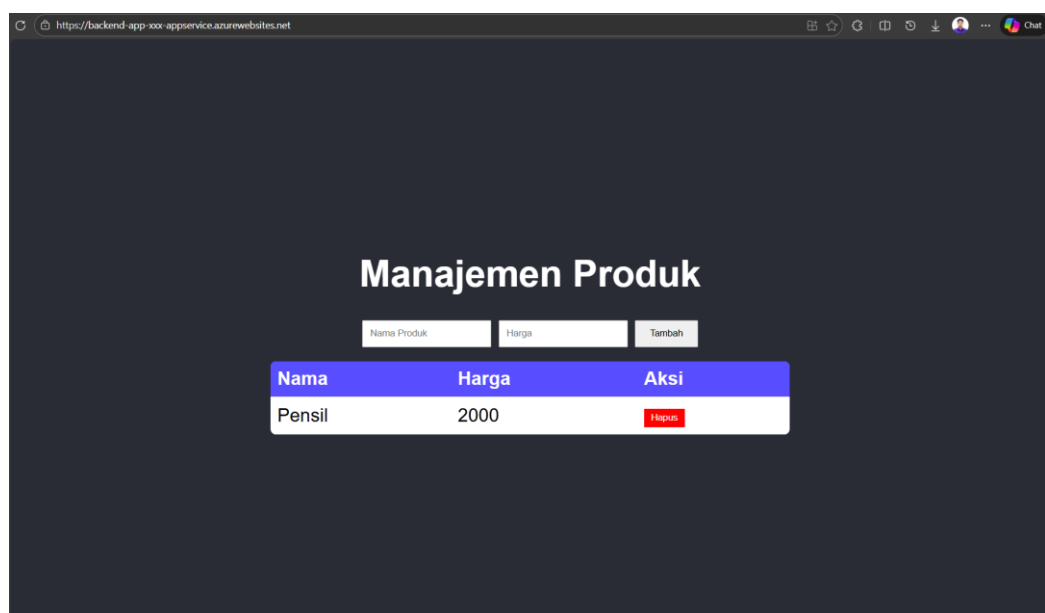 https://backend-app-xxx-appservice.azurewebsites.net
Chat
Manajemen Produk
Nama Produk Harga Tambah
Nama Harga Aksi
Pensil 2000 Hapus